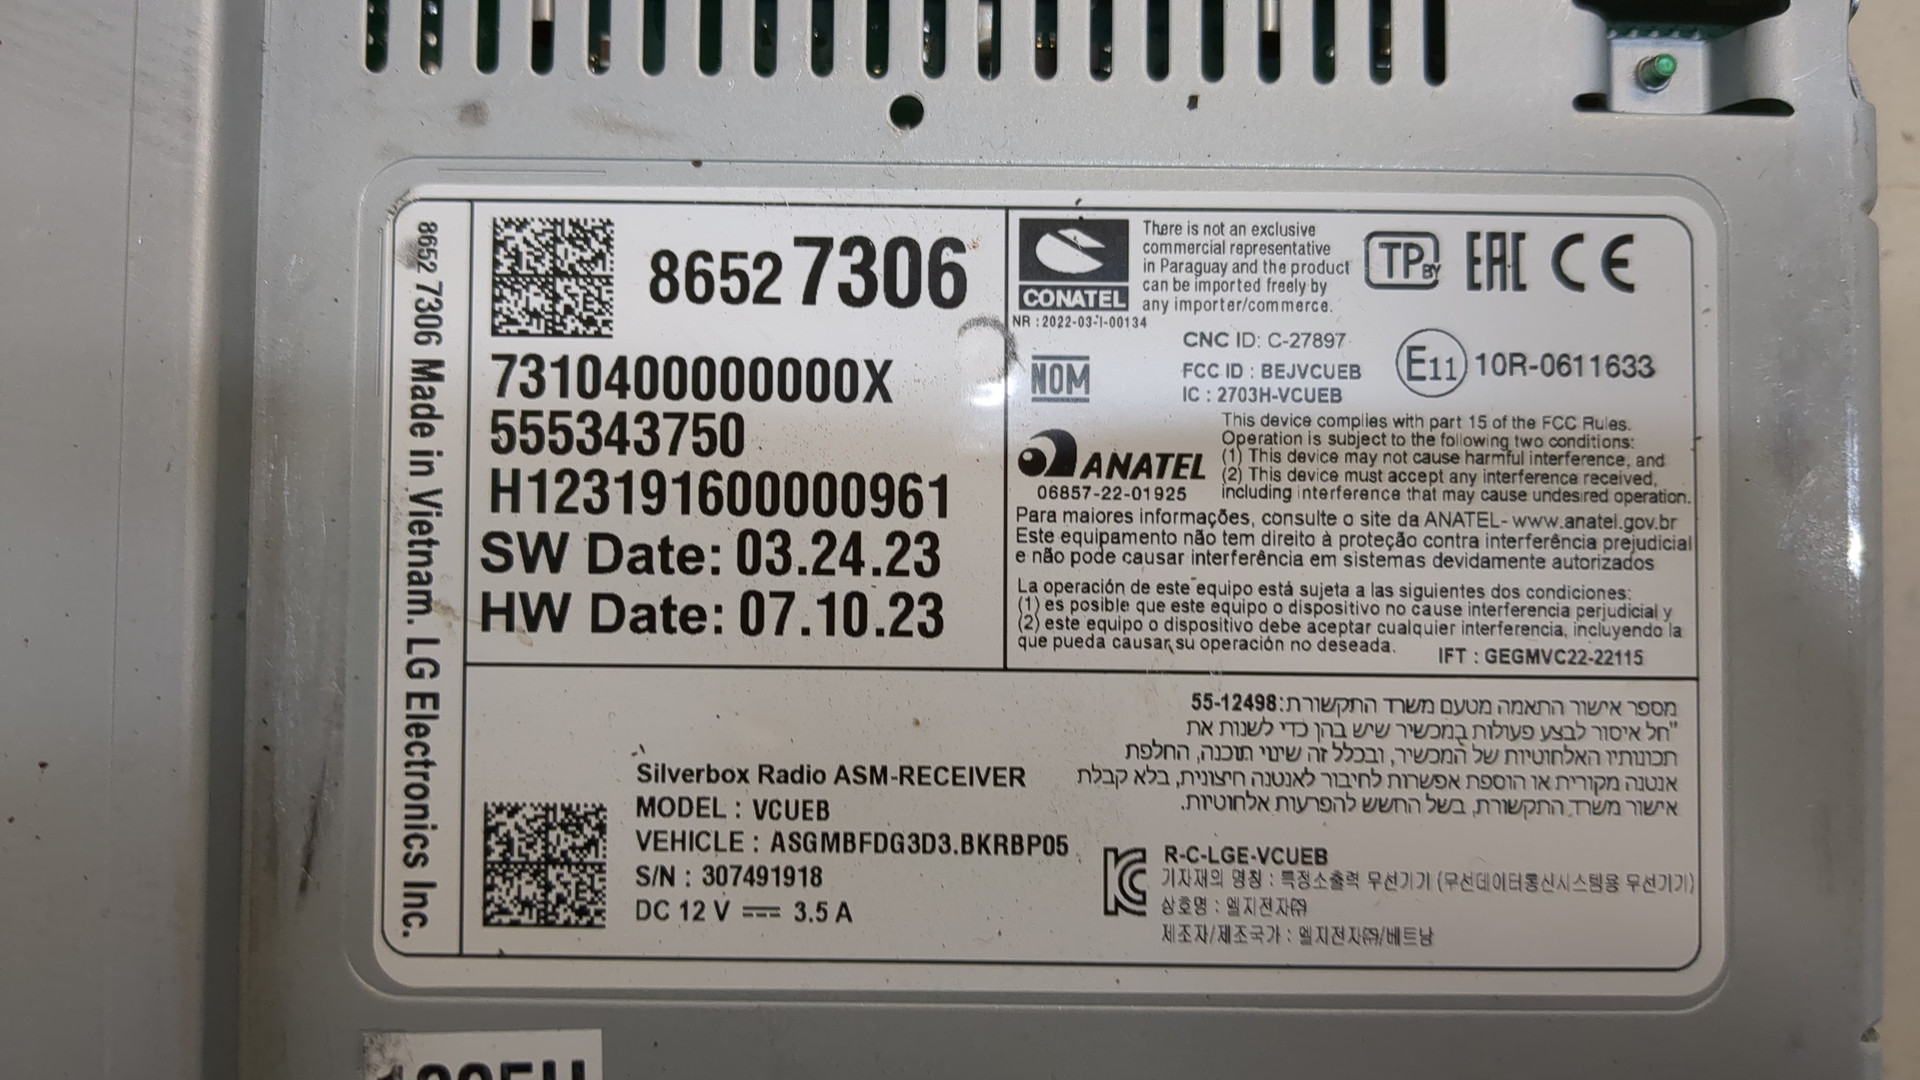 8652 7306 Made in Vietnam. LG Electronics Inc.
8652 7306
7310400000000X
555343750
H123191600000961
SW Date: 03.24.23
HW Date: 07.10.23
CONATEL
NR : 2022-03-I-00134
There is not an exclusive
commercial representative
in Paraguay and the product
can be imported freely by
any importer/commerce.
TP BY
EAC CE
NOM
CNC ID: C-27897
FCC ID : BEJVCUEB
IC : 2703H-VCUEB
E11 10R-0611633
ANATEL
06857-22-01925
This device complies with part 15 of the FCC Rules.
Operation is subject to the following two conditions:
(1) This device may not cause harmful interference, and
(2) This device must accept any interference received,
including interference that may cause undesired operation.
Para maiores informações, consulte o site da ANATEL- www.anatel.gov.br
Este equipamento não tem direito à proteção contra interferência prejudicial
e não pode causar interferência em sistemas devidamente autorizados
La operación de este equipo está sujeta a las siguientes dos condiciones:
(1) es posible que este equipo o dispositivo no cause interferencia perjudicial y
(2) este equipo o dispositivo debe aceptar cualquier interferencia, incluyendo la
que pueda causar su operación no deseada.
IFT : GEGMVC22-22115
מספר אישור התאמה מטעם משרד התקשורת: 55-12498
"חל איסור לבצע פעולות במכשיר שיש בהן כדי לשנות את
תכונותיו האלחוטיות של המכשיר, ובכלל זה שינוי תוכנה, החלפת
אנטנה מקורית או הוספת אפשרות לחיבור לאנטנה חיצונית, בלא קבלת
אישור משרד התקשורת, בשל החשש להפרעות אלחוטיות.
Silverbox Radio ASM-RECEIVER
MODEL : VCUEB
VEHICLE : ASGMBFDG3D3.BKRBP05
S/N : 307491918
DC 12 V ⎓ 3.5 A
R-C-LGE-VCUEB
기자재의 명칭 : 특정소출력 무선기기 (무선데이터통신시스템용 무선기기)
상호명 : 엘지전자㈜
제조자/제조국가 : 엘지전자㈜/베트남